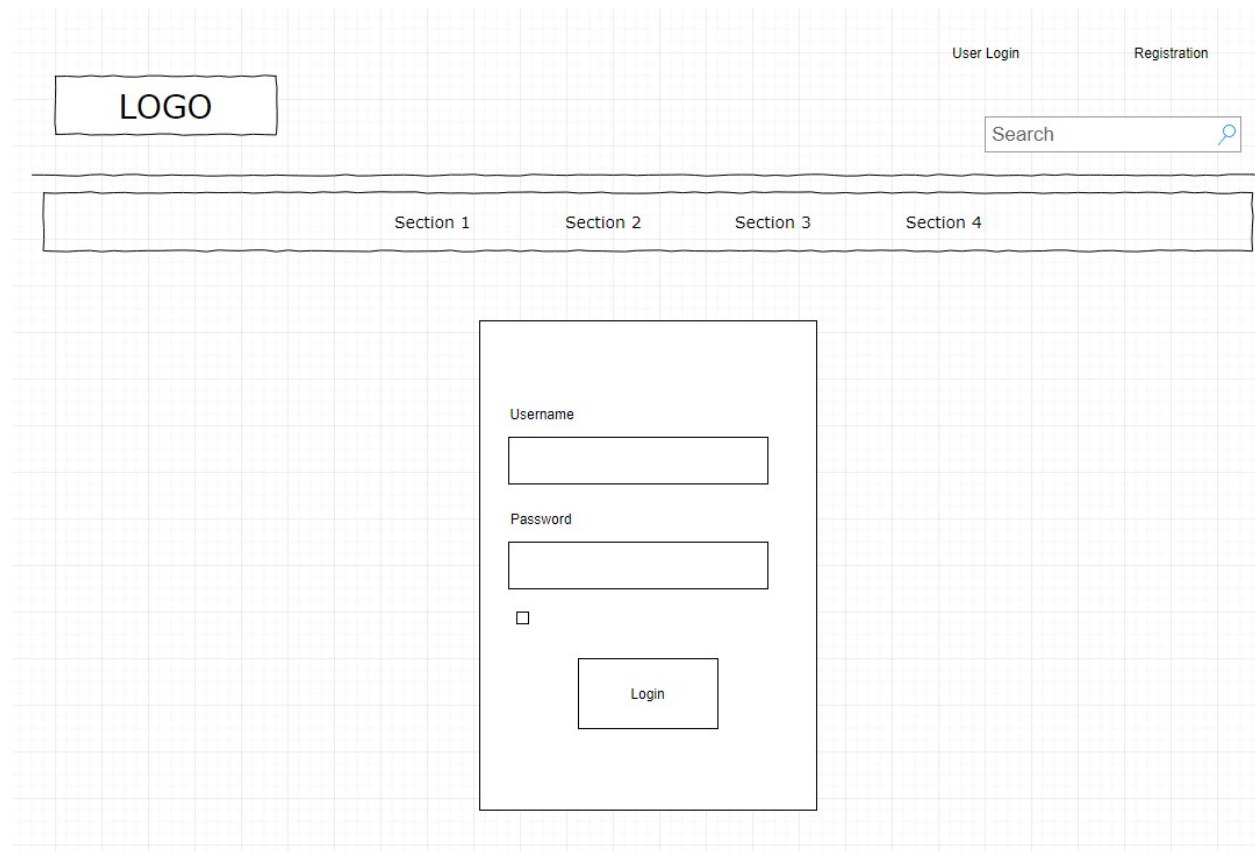 User Login Registration
LOGO
Search
Section 1 Section 2 Section 3 Section 4
Username
Password
Login